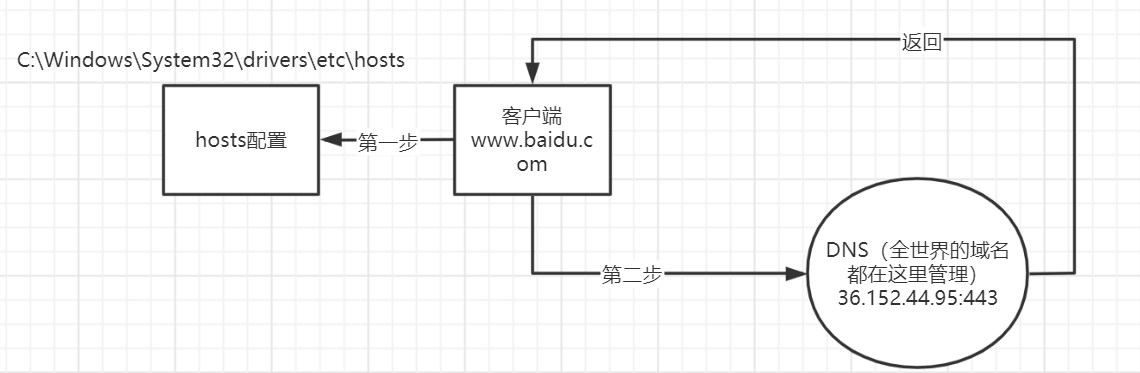 返回
C:\Windows\System32\drivers\etc\hosts
hosts配置
第一步
客户端
www.baidu.c
om
第二步
DNS（全世界的域名
都在这里管理）
36.152.44.95:443